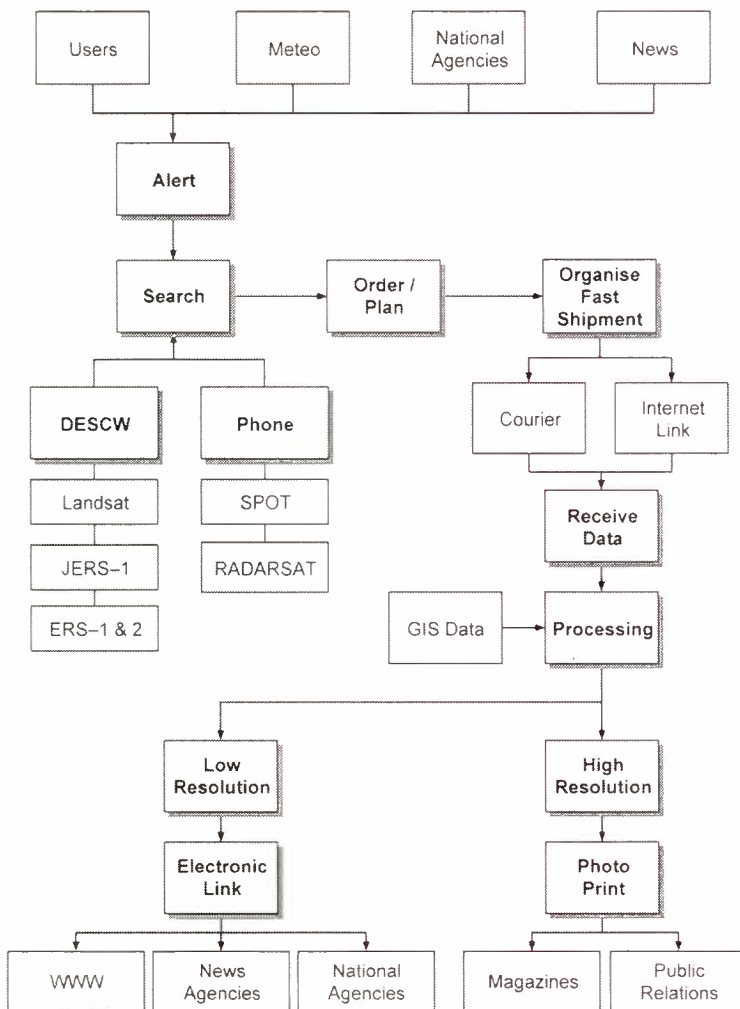 Users
Meteo
National
Agencies
News
Alert
Search
Order /
Plan
Organise
Fast
Shipment
DESCW
Phone
Courier
Internet
Link
Landsat
SPOT
Receive
Data
JERS–1
RADARSAT
ERS–1 & 2
GIS Data
Processing
Low
Resolution
High
Resolution
Electronic
Link
Photo
Print
WWW
News
Agencies
National
Agencies
Magazines
Public
Relations